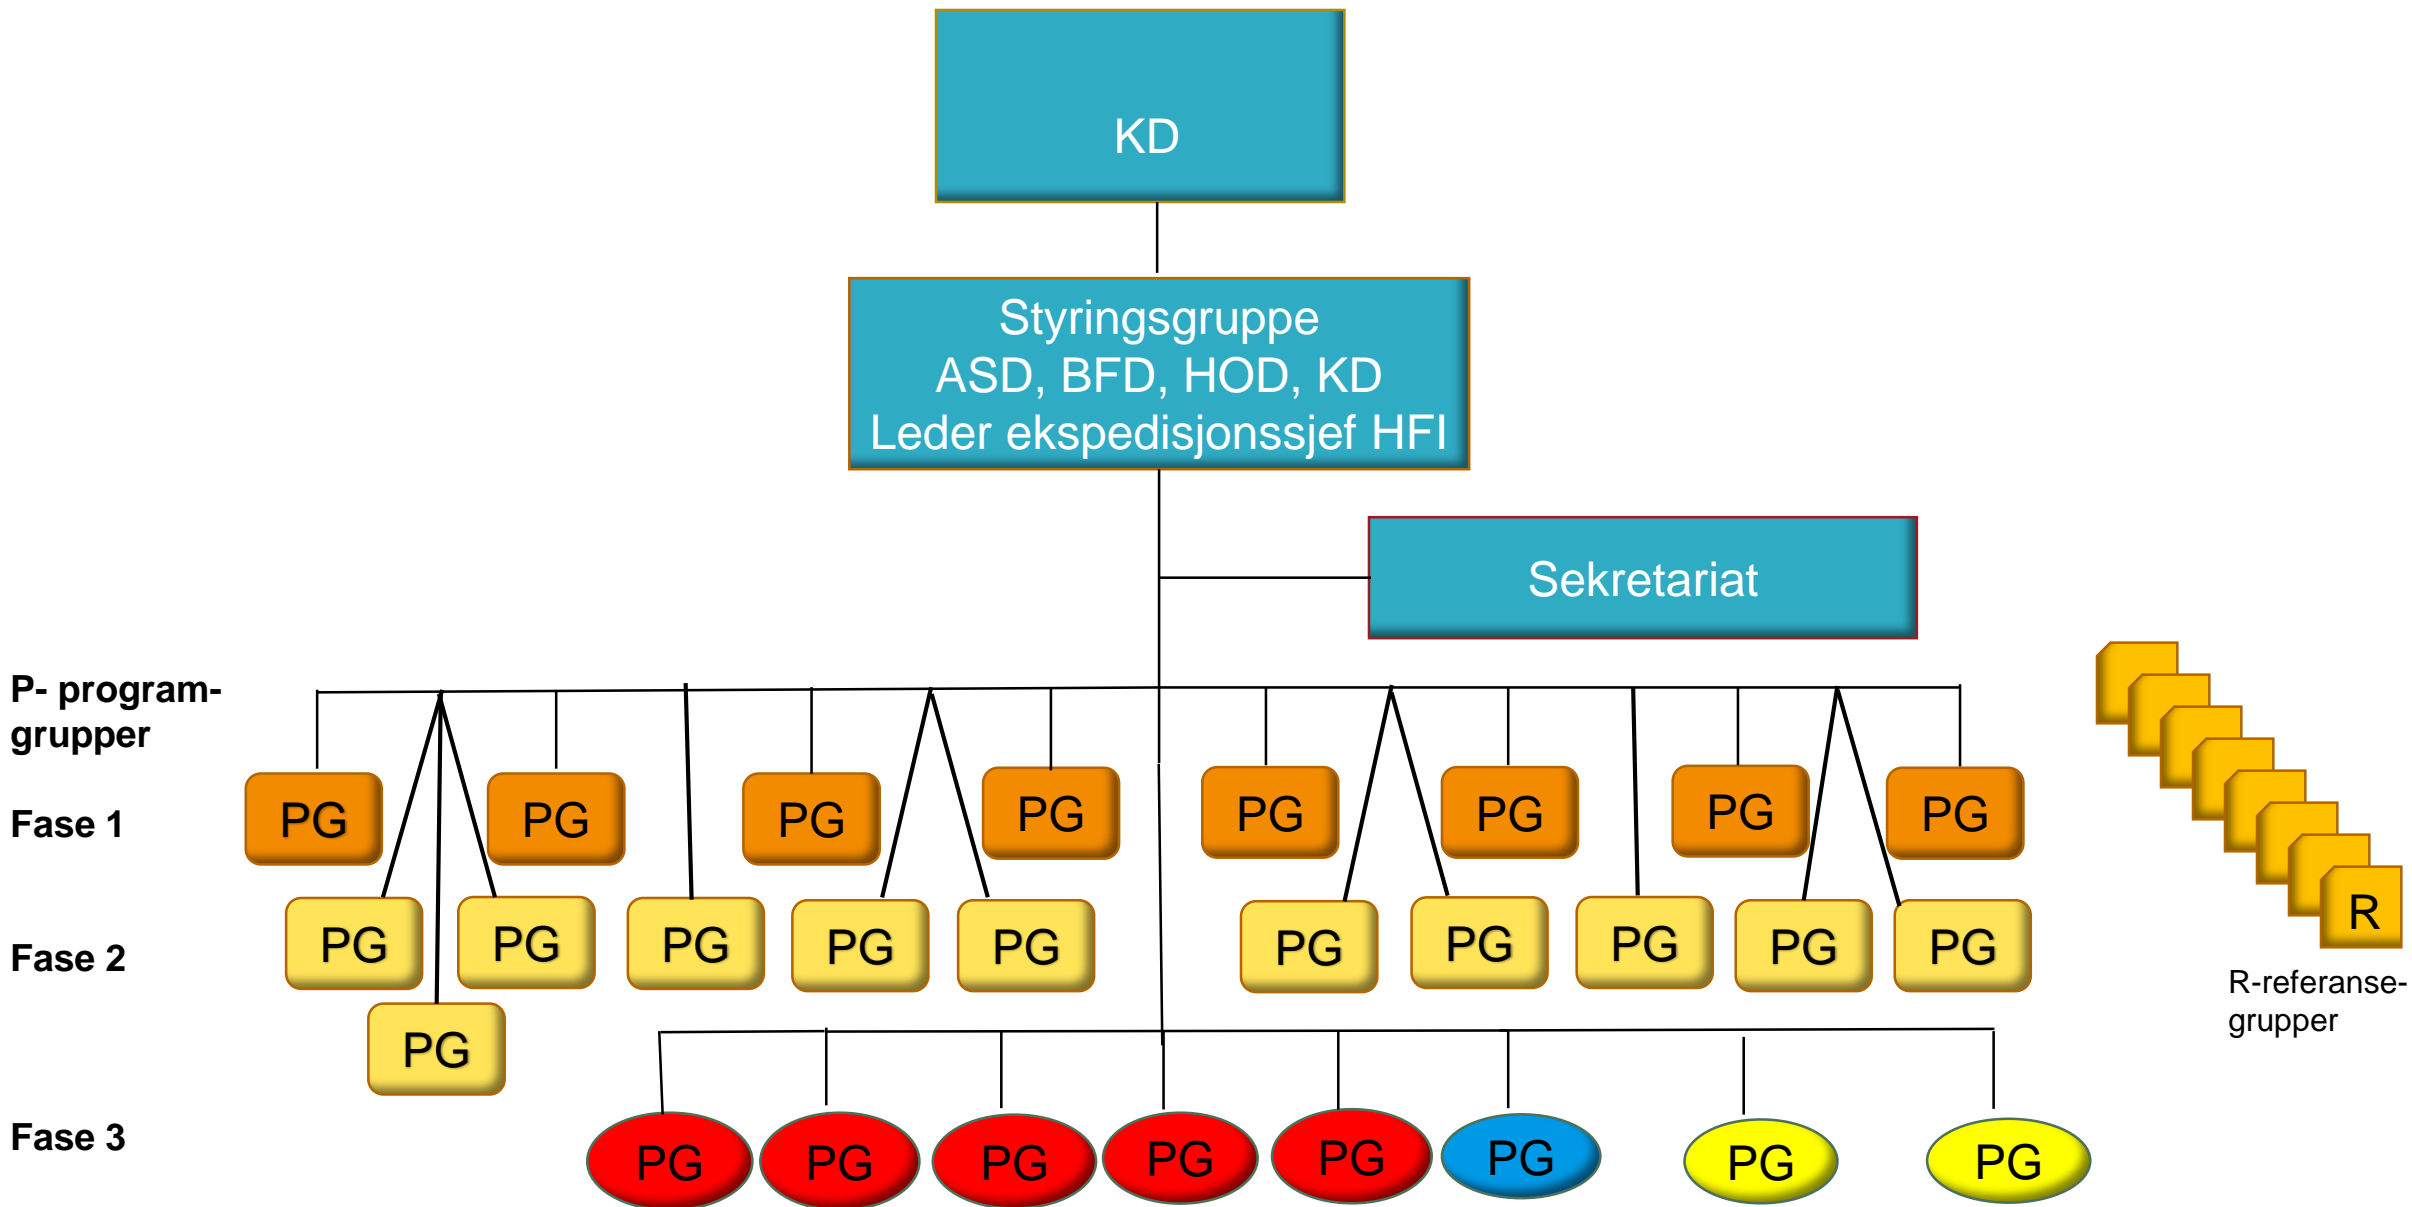 KD
Styringsgruppe
ASD, BFD, HOD, KD
Leder ekspedisjonssjef HFI
Sekretariat
P- program-
grupper
PG PG PG PG PG PG PG PG
Fase 1
PG PG PG PG PG PG PG PG PG PG
Fase 2
PG
R
R-referanse-
grupper
Fase 3
PG PG PG PG PG PG PG PG